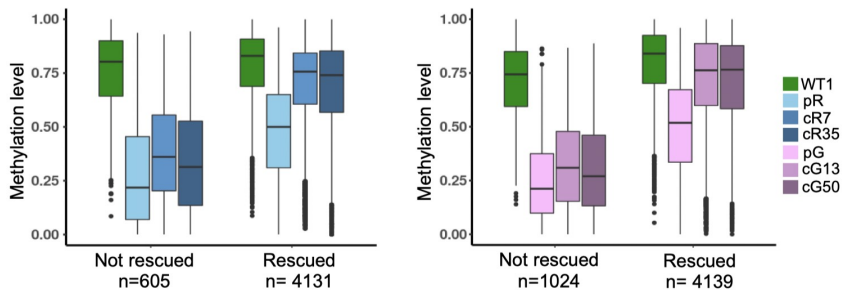 Methylation level
1.00
0.75
0.50
0.25
0.00
Not rescued
n=605
Rescued
n= 4131
Methylation level
1.00
0.75
0.50
0.25
0.00
Not rescued
n=1024
Rescued
n= 4139
WT1
pR
cR7
cR35
pG
cG13
cG50